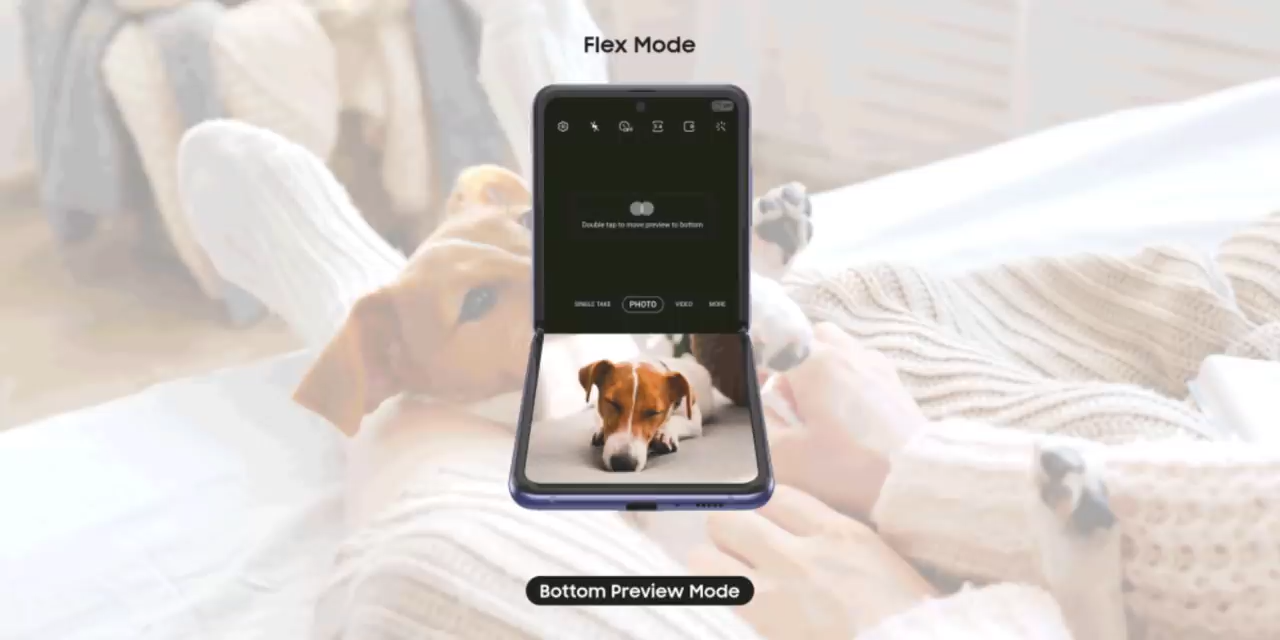 Flex Mode
Double tap to move preview to bottom
SINGLE TAKE PHOTO VIDEO MORE
Bottom Preview Mode